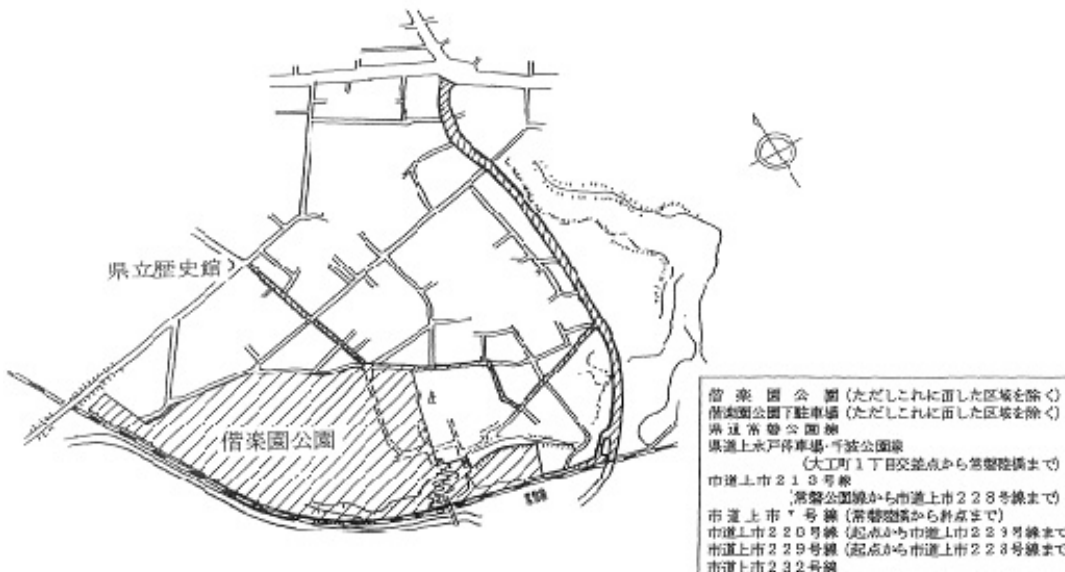 県立歴史館
偕楽園公園
偕楽園公園 (ただしこれに面した区域を除く)
偕楽園公園下駐車場 (ただしこれに面した区域を除く)
県道常磐公園線
県道上水戸停車場・千波公園線
(大工町1丁目交差点から常磐陸橋まで)
市道上市213号線
(常磐公園線から市道上市228号線まで)
市道上市7号線 (常磐陸橋から終点まで)
市道上市220号線 (起点から市道上市229号線まで
市道上市229号線 (起点から市道上市228号線まで
市道上市232号線